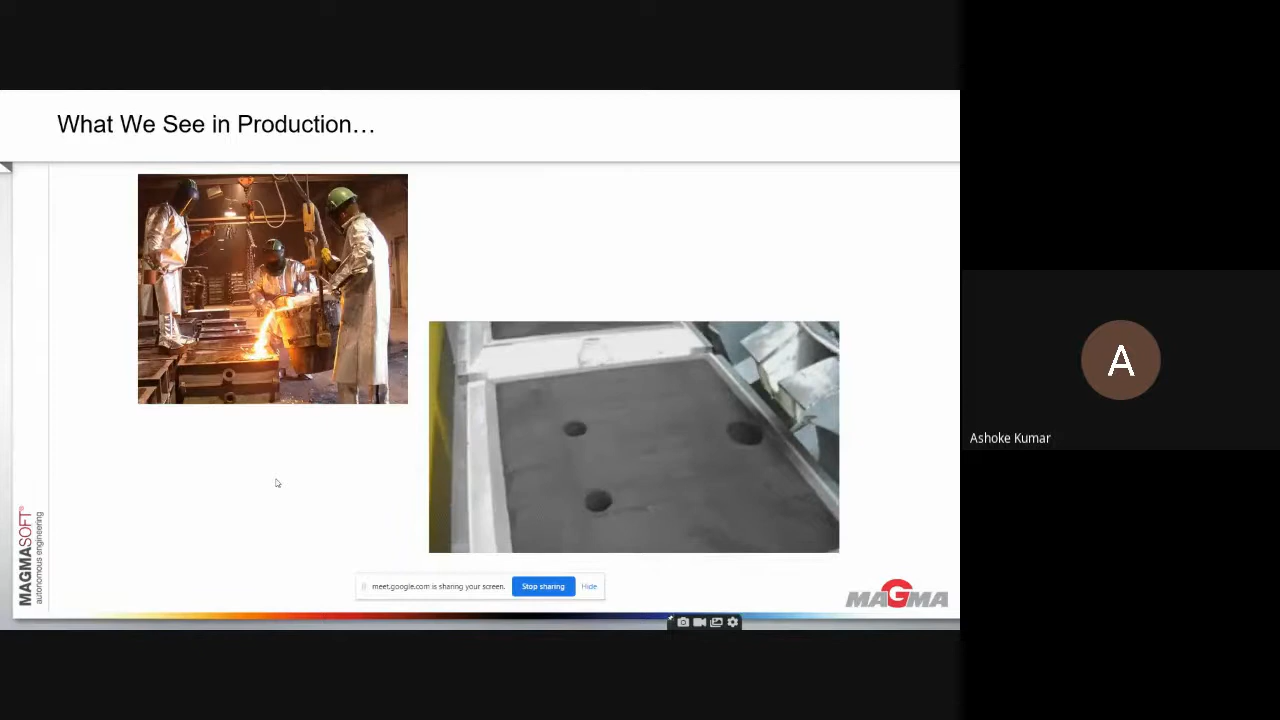 What We See in Production…
MAGMASOFT®
autonomous engineering
meet.google.com is sharing your screen.
Stop sharing
Hide
MAGMA
A
Ashoke Kumar